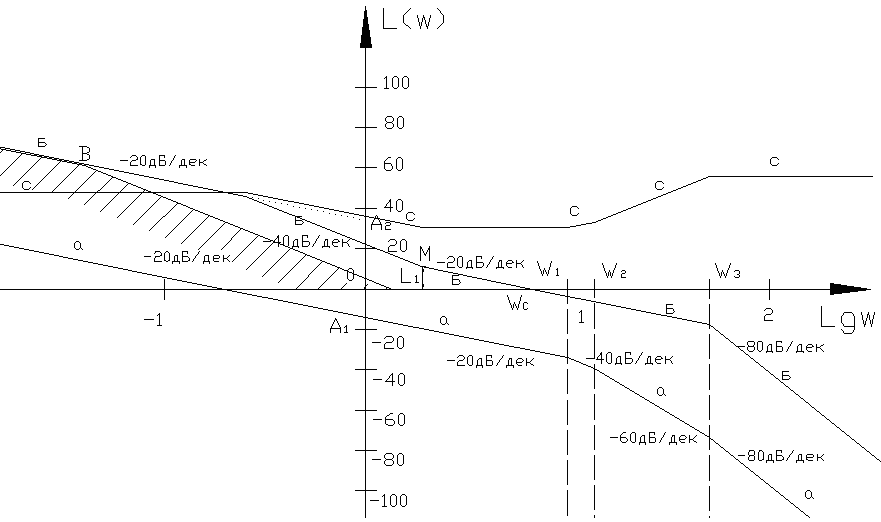 L(w)
100
80
Б
В
-20дБ/дек
60
с
с
с
с
40
А2
с
Б
а
-20дБ/дек
-40дБ/дек
20
М
-20дБ/дек
0
L1
Б
W1
W2
W3
Wc
-1
1
2
Lgw
А1
а
Б
-20
-20дБ/дек
-40дБ/дек
-80дБ/дек
-40
Б
а
-60
-60дБ/дек
-80
-80дБ/дек
-100
а